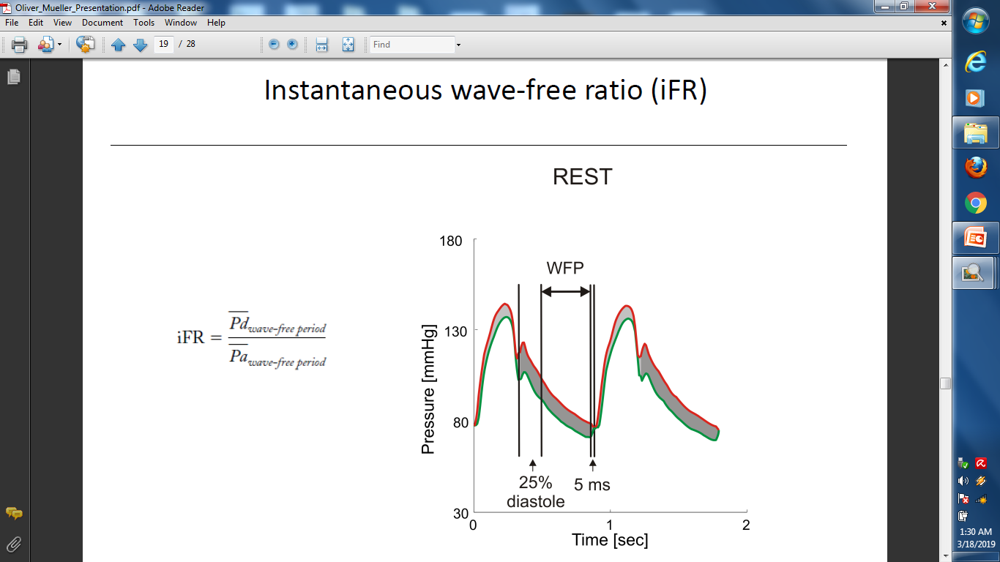 Oliver_Mueller_Presentation.pdf - Adobe Reader
File Edit View Document Tools Window Help
19 / 28 Find
Instantaneous wave-free ratio (iFR)
REST
180
WFP
iFR = Pd wave-free period
Pa wave-free period
130
Pressure [mmHg]
80
25%
diastole
5 ms
30
0 1 2
Time [sec]
1:30 AM
3/18/2019